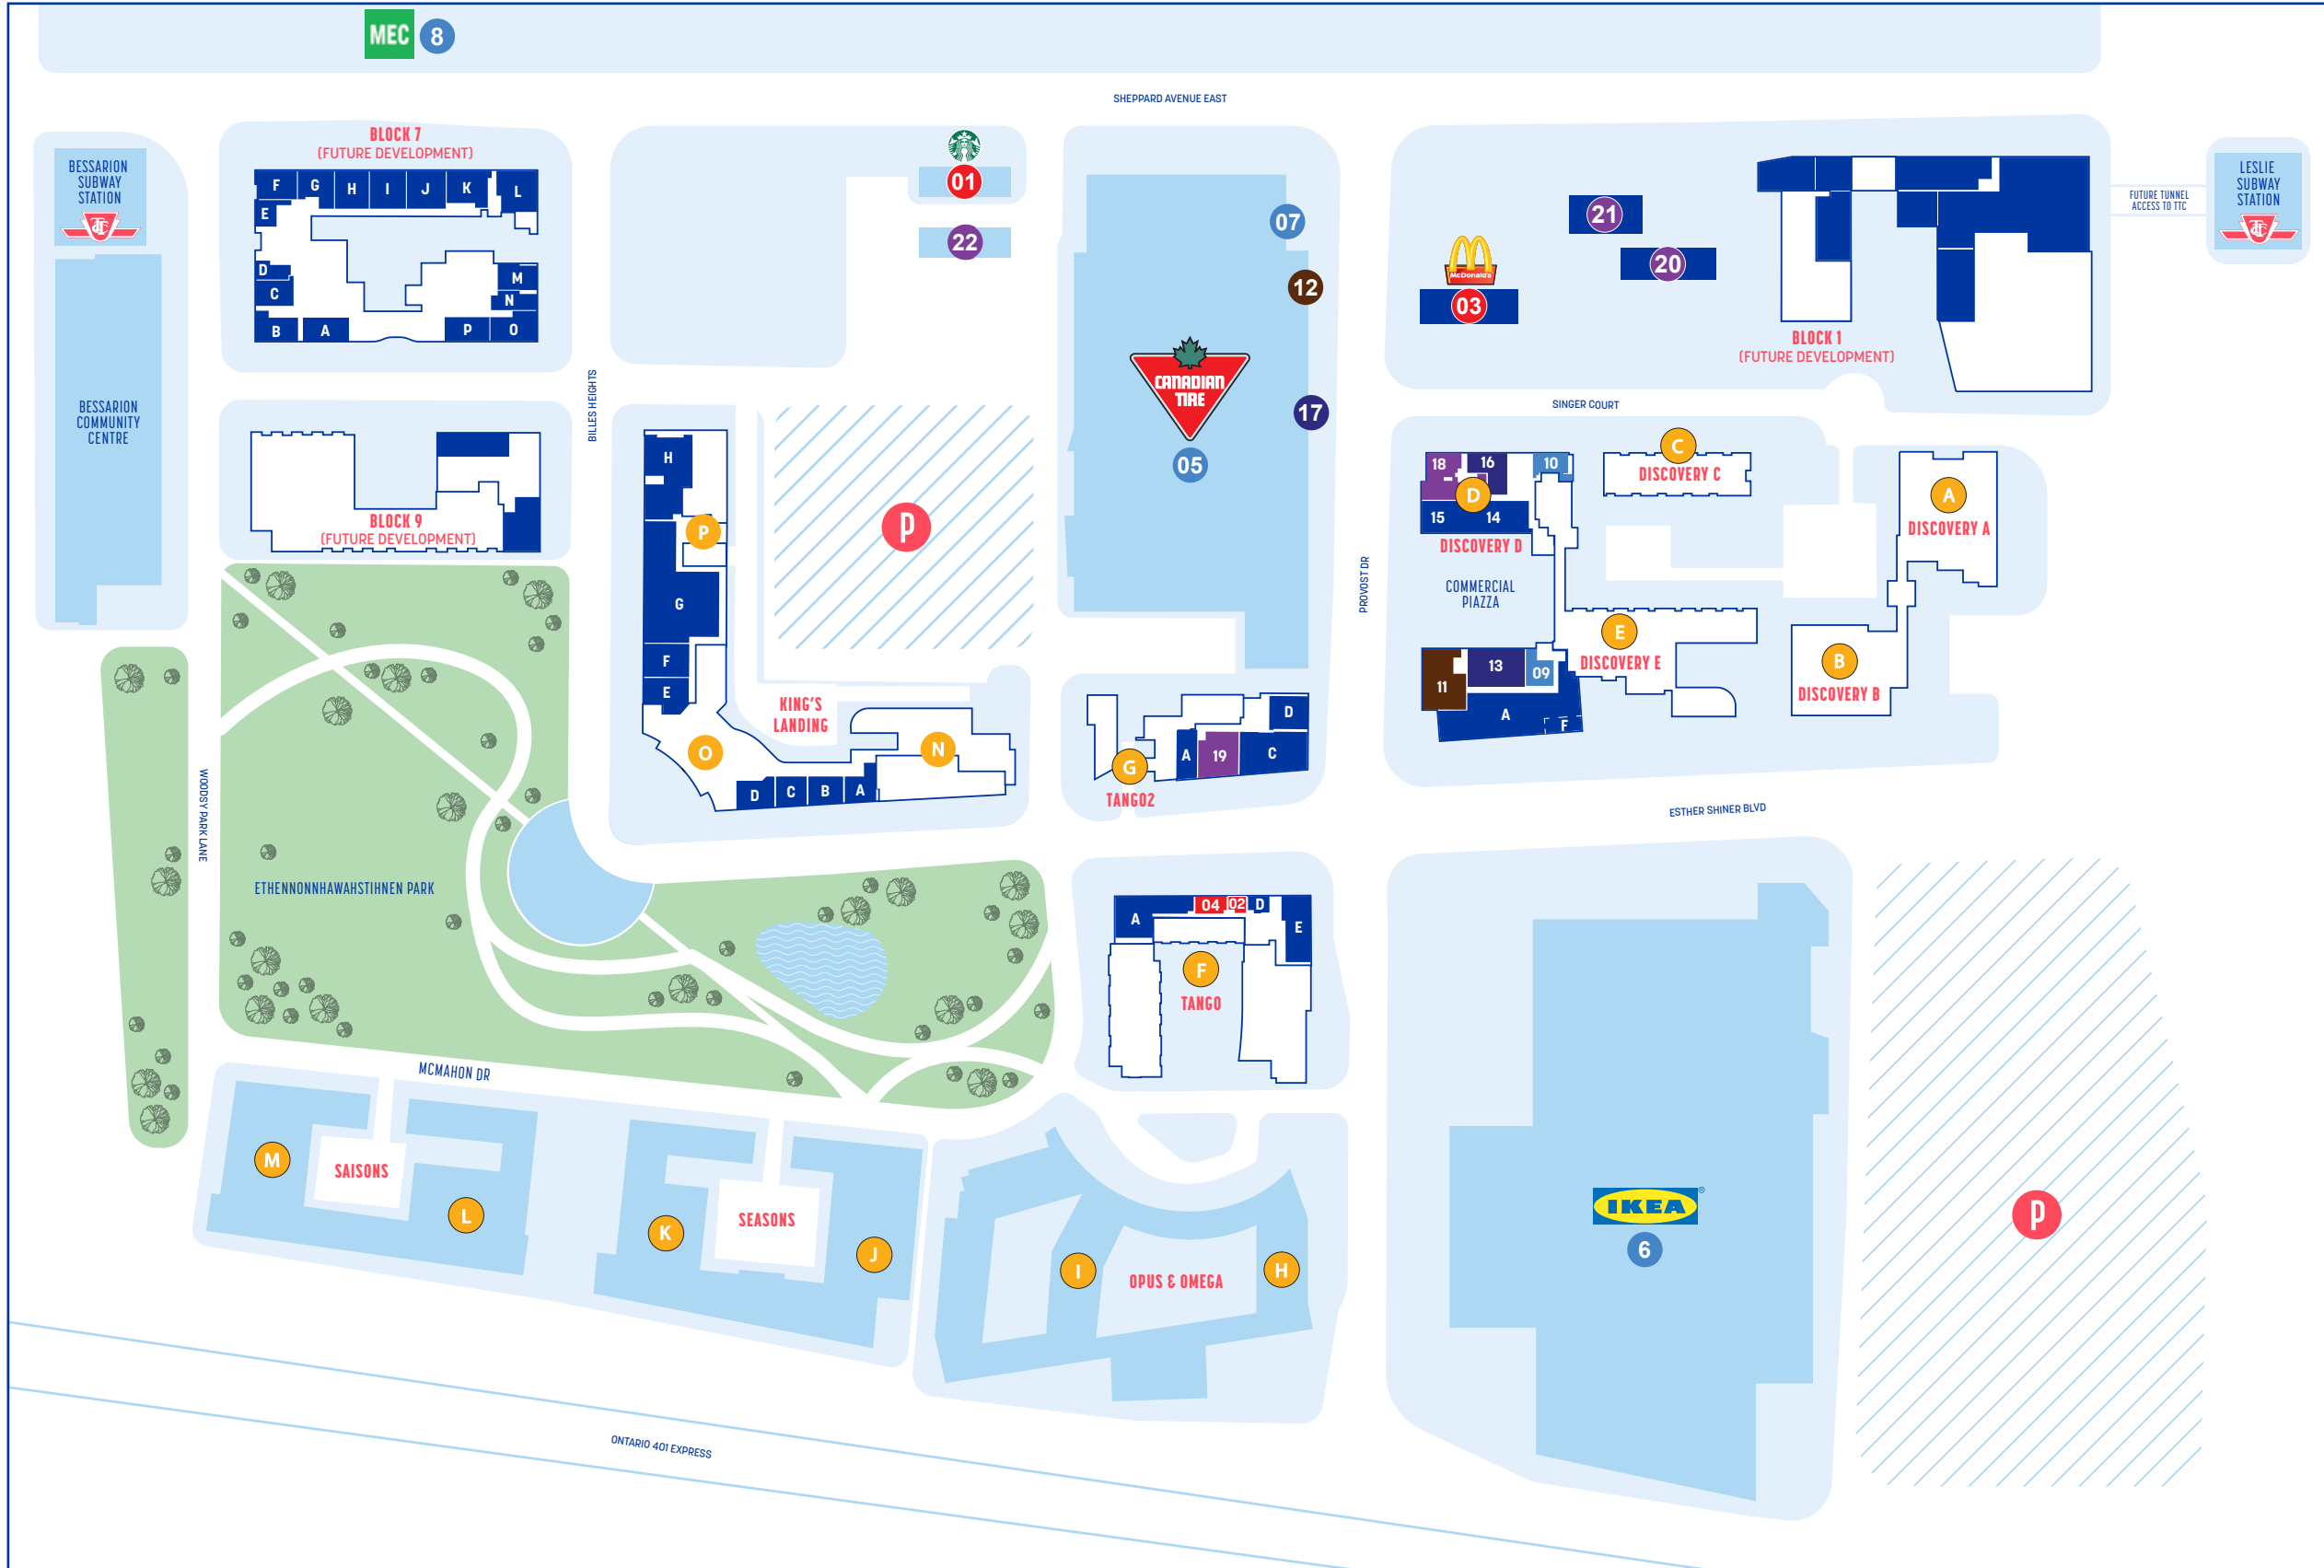 MEC
8
SHEPPARD AVENUE EAST
BESSARION
SUBWAY
STATION
BLOCK 7
(FUTURE DEVELOPMENT)
F
G
H
I
J
K
L
E
D
C
B
A
M
N
P
O
01
22
07
12
CANADIAN
TIRE
17
05
McDonald's
03
21
20
BLOCK 1
(FUTURE DEVELOPMENT)
FUTURE TUNNEL
ACCESS TO TTC
LESLIE
SUBWAY
STATION
BESSARION
COMMUNITY
CENTRE
BILLES HEIGHTS
BLOCK 9
(FUTURE DEVELOPMENT)
H
P
G
F
E
O
KING'S
LANDING
N
D
C
B
A
P
SINGER COURT
18
16
10
D
15
14
DISCOVERY D
C
DISCOVERY C
A
DISCOVERY A
PROVOST DR
COMMERCIAL
PIAZZA
E
DISCOVERY E
B
DISCOVERY B
11
13
09
A
F
D
A
19
C
G
TANGO2
ESTHER SHINER BLVD
WOODSY PARK LANE
ETHENNONNHAWAHSTIHNEN PARK
A
04
02
D
E
F
TANGO
MCMAHON DR
M
SAISONS
L
K
SEASONS
J
I
OPUS & OMEGA
H
IKEA
®
6
P
ONTARIO 401 EXPRESS